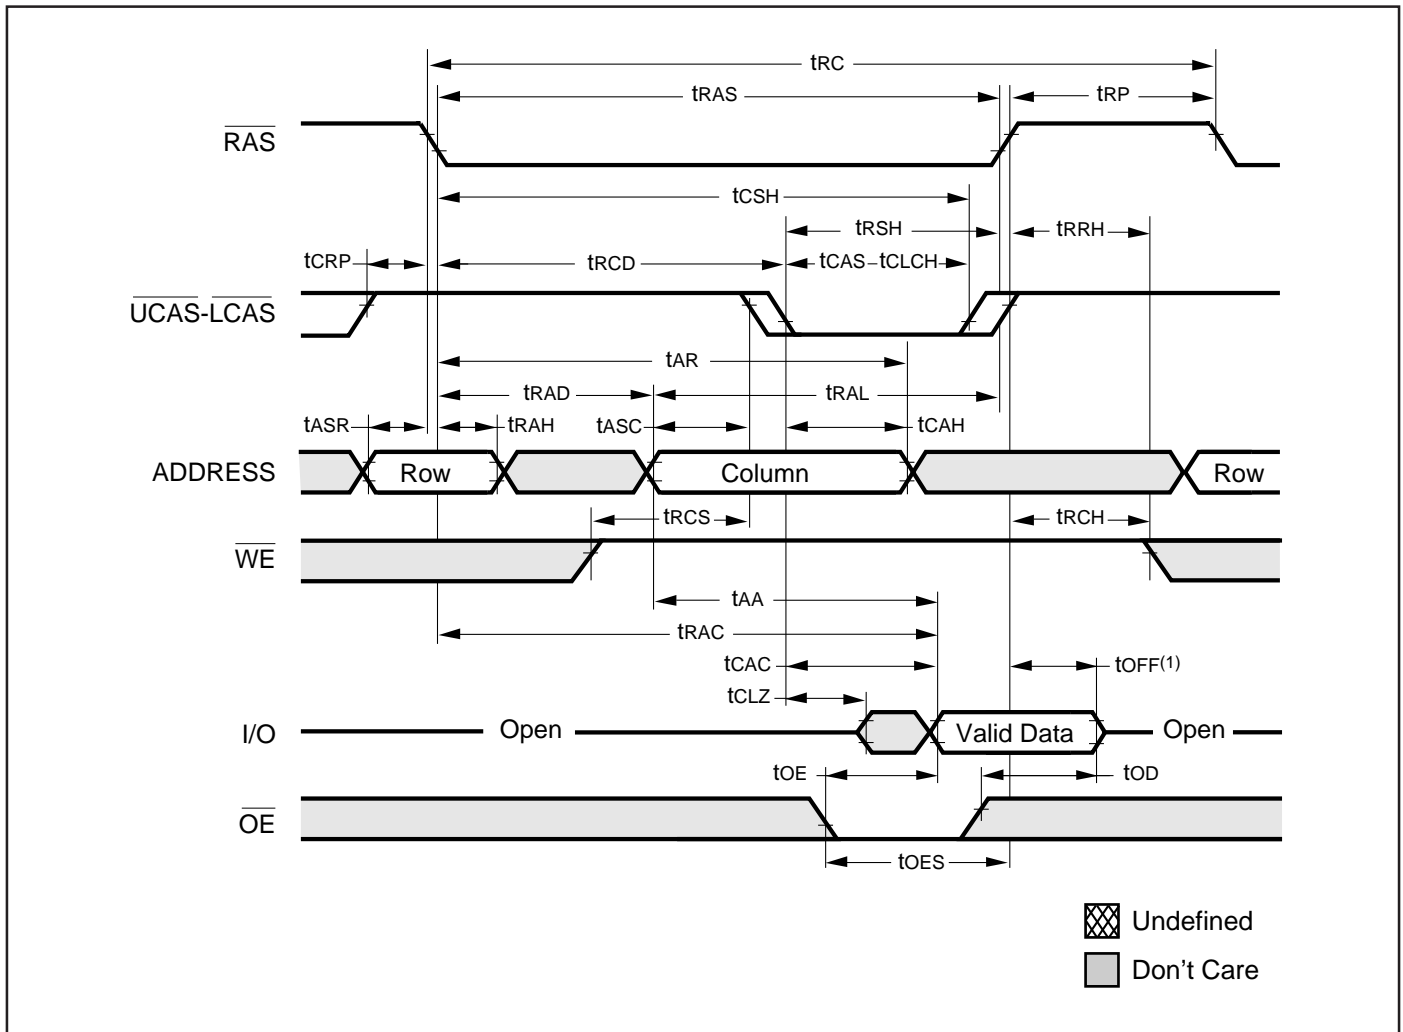 tRC
tRAS tRP
RAS
tCSH
tRSH tRRH
tCRP tRCD tCAS tCLCH
UCAS-LCAS
tAR
tRAD tRAL
tASR tRAH tASC tCAH
ADDRESS Row Column Row
tRCS tRCH
WE
tAA
tRAC
tCAC tOFF(1)
tCLZ
I/O Open Valid Data Open
tOE tOD
OE
tOES
Undefined
Don't Care